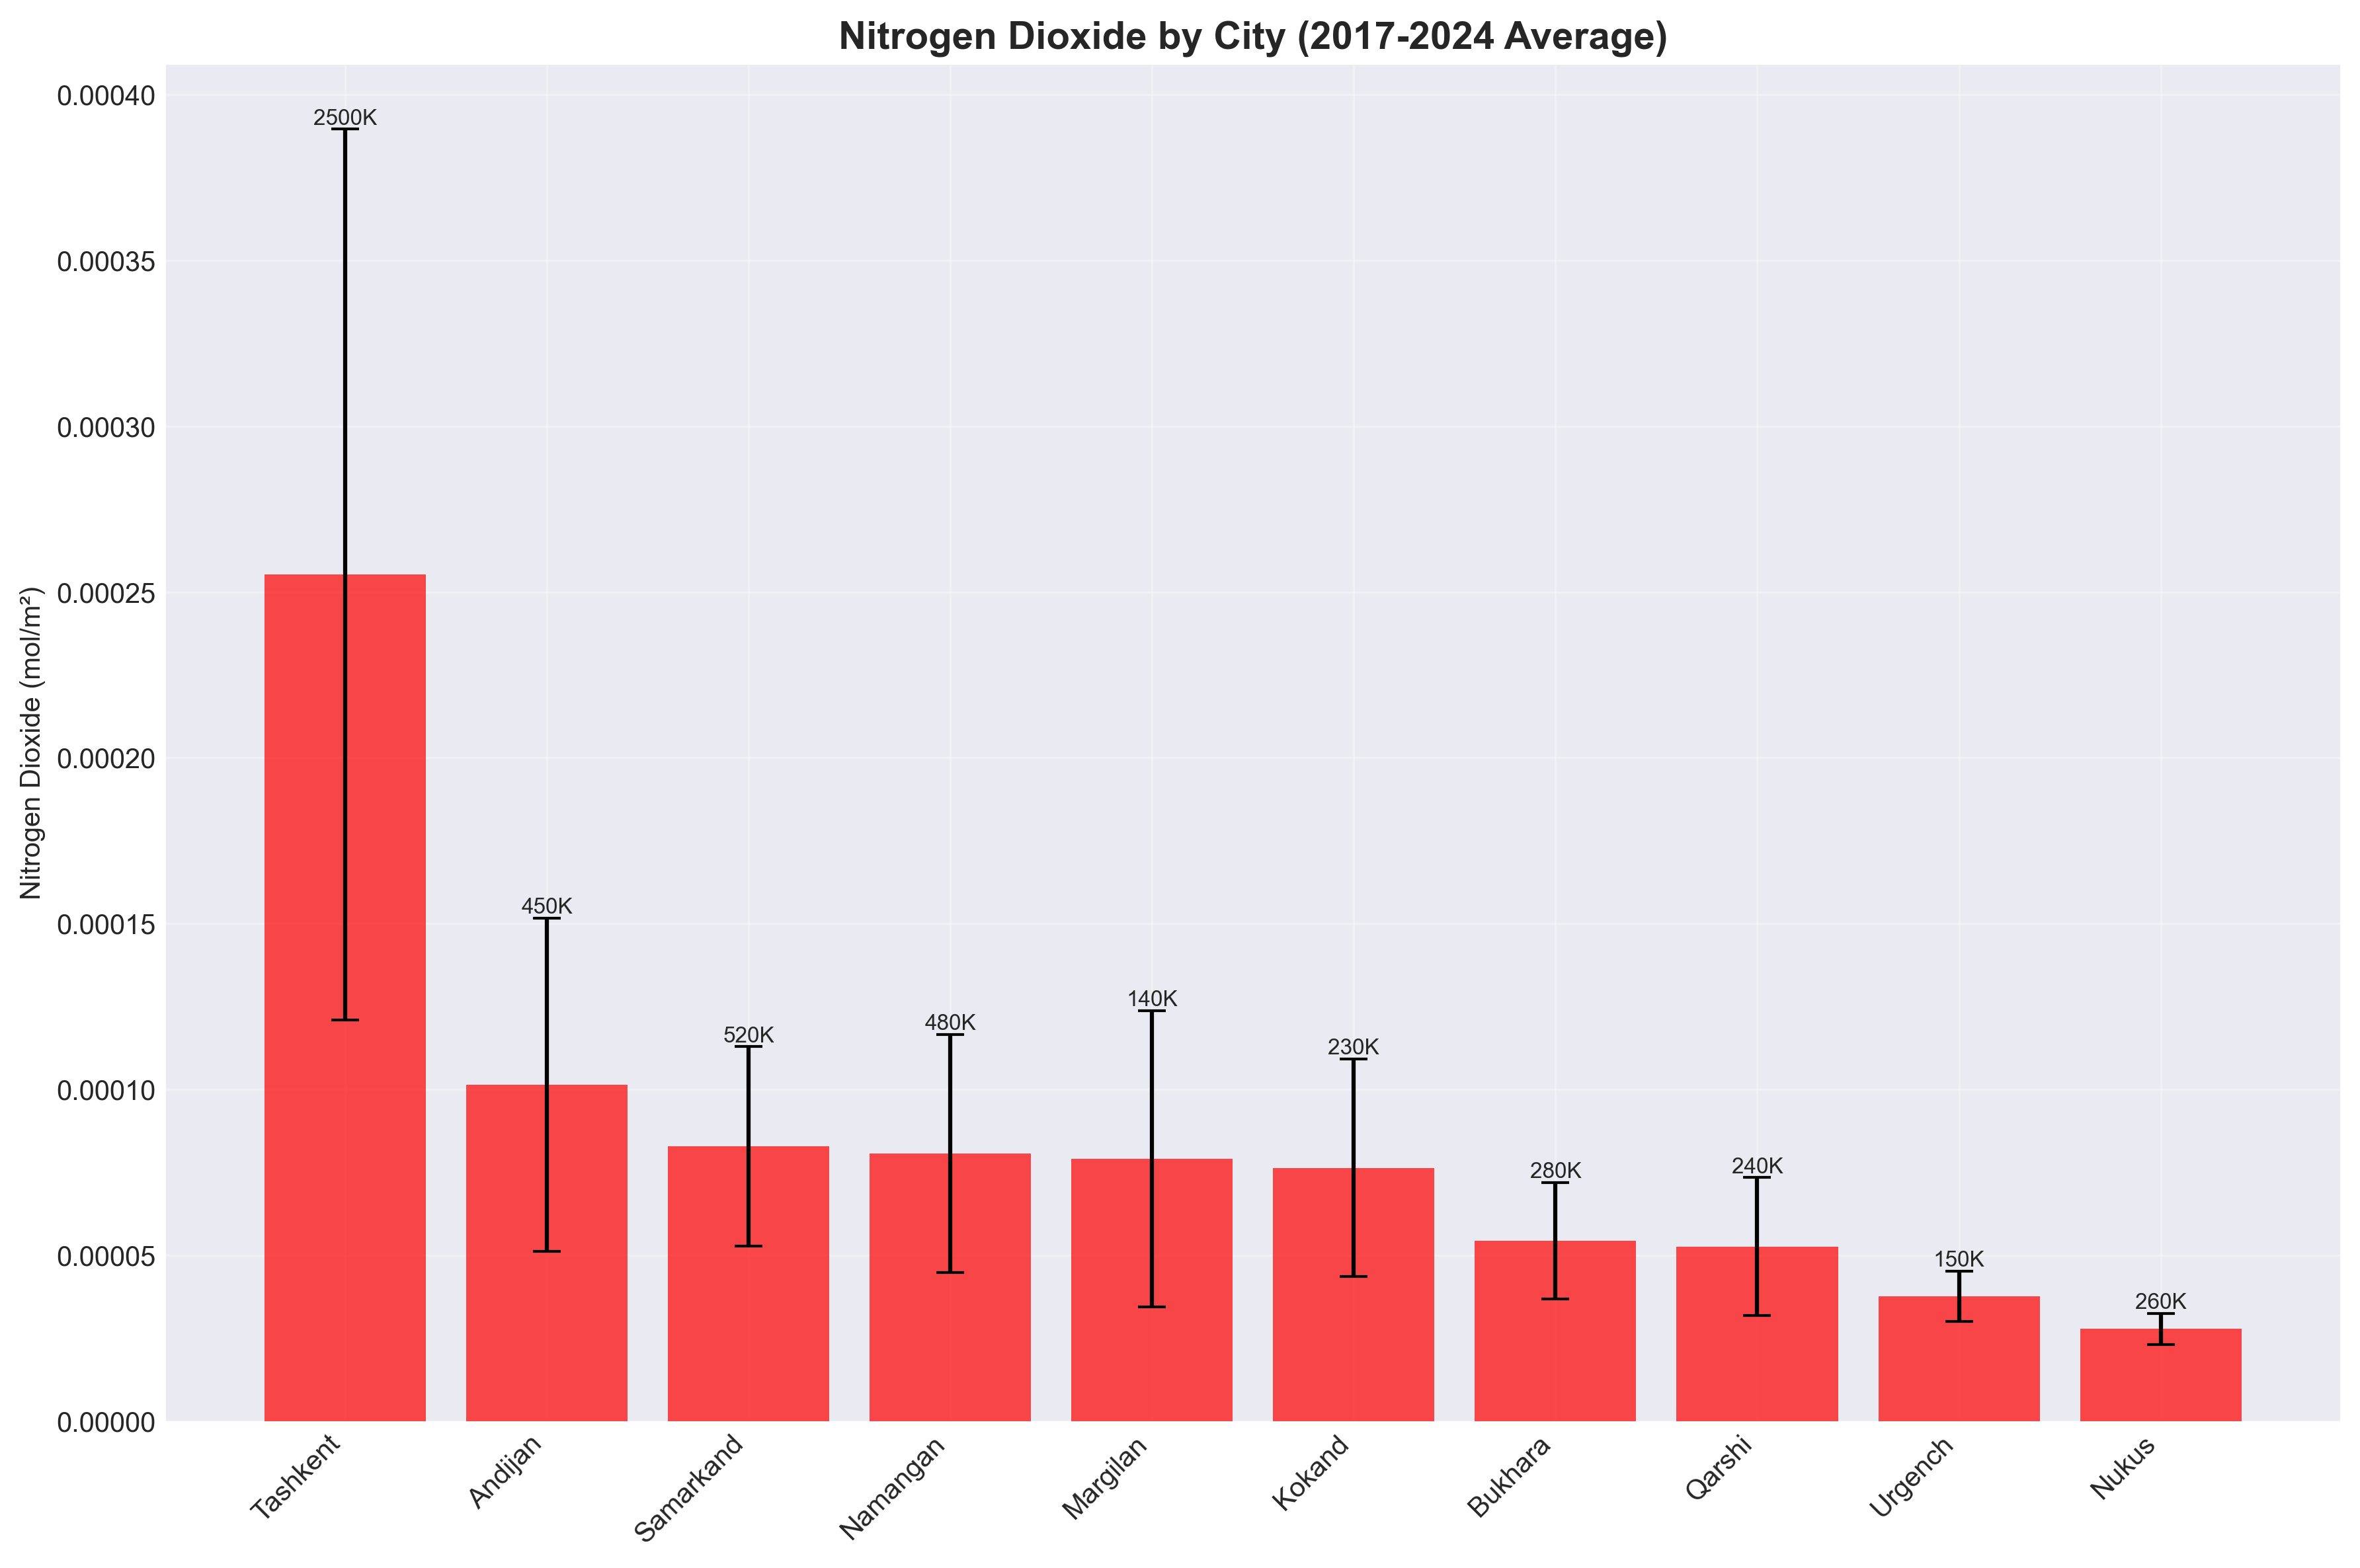 Nitrogen Dioxide by City (2017-2024 Average)
Nitrogen Dioxide (mol/m²)
0.00040
0.00035
0.00030
0.00025
0.00020
0.00015
0.00010
0.00005
0.00000
2500K
450K
520K
480K
140K
230K
280K
240K
150K
260K
Tashkent
Andijan
Samarkand
Namangan
Margilan
Kokand
Bukhara
Qarshi
Urgench
Nukus